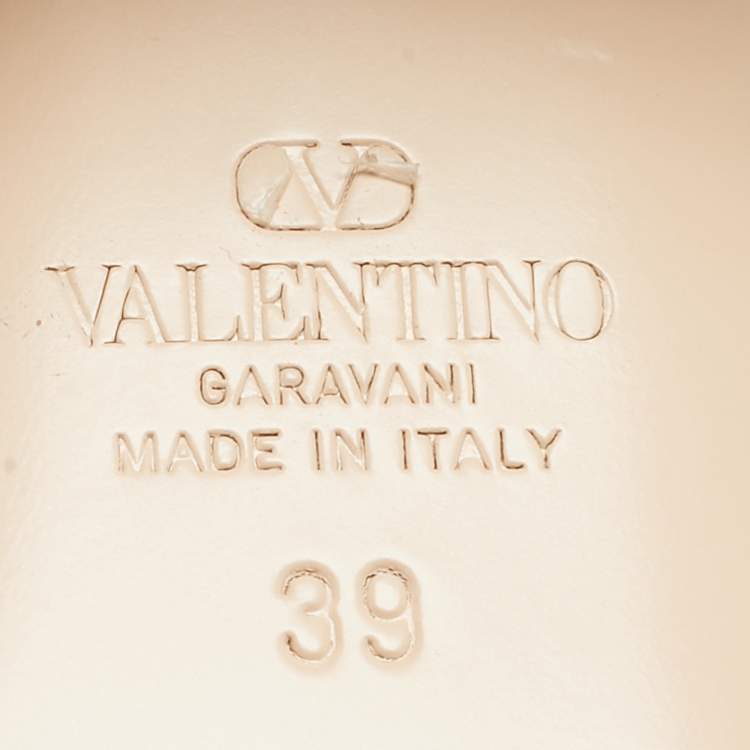 V
VALENTINO
GARAVANI
MADE IN ITALY
39